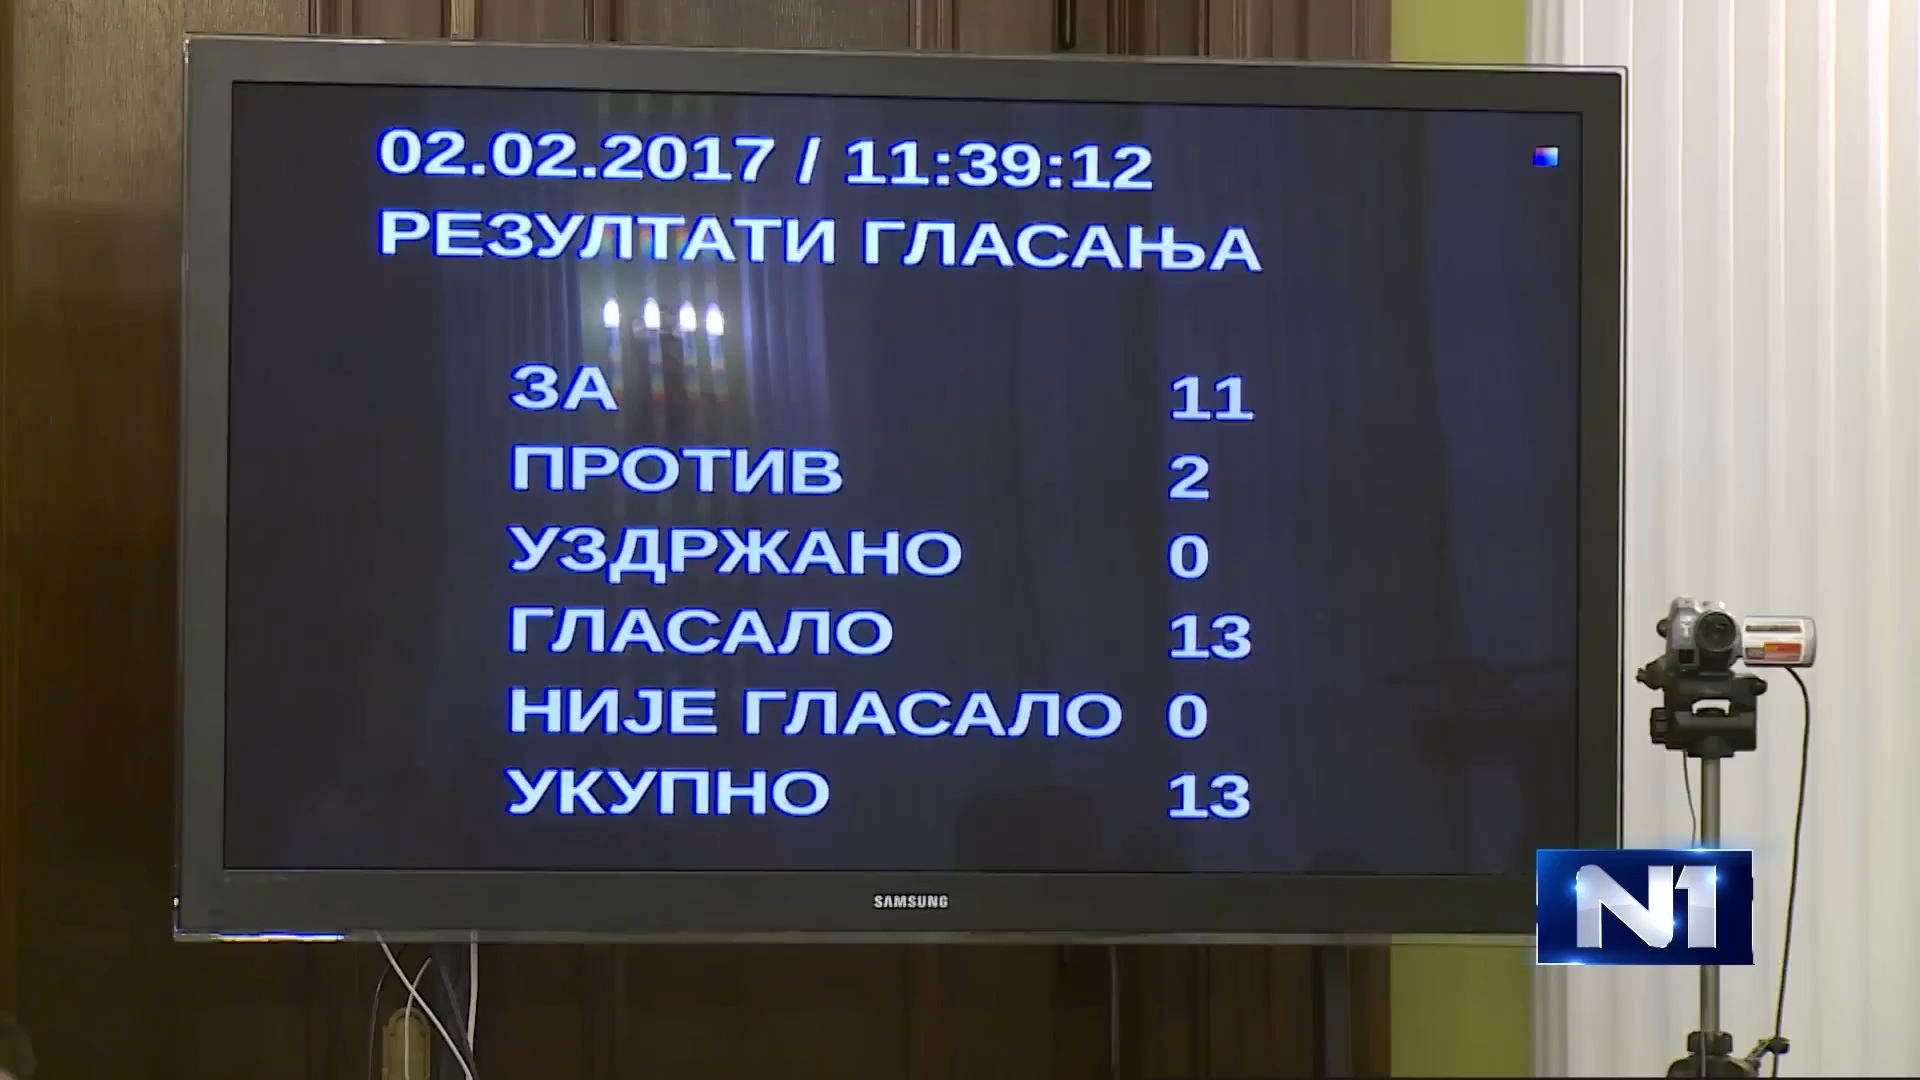 02.02.2017 / 11:39:12
РЕЗУЛТАТИ ГЛАСАЊА
ЗА 11
ПРОТИВ 2
УЗДРЖАНО 0
ГЛАСАЛО 13
НИЈЕ ГЛАСАЛО 0
УКУПНО 13
SAMSUNG
N1